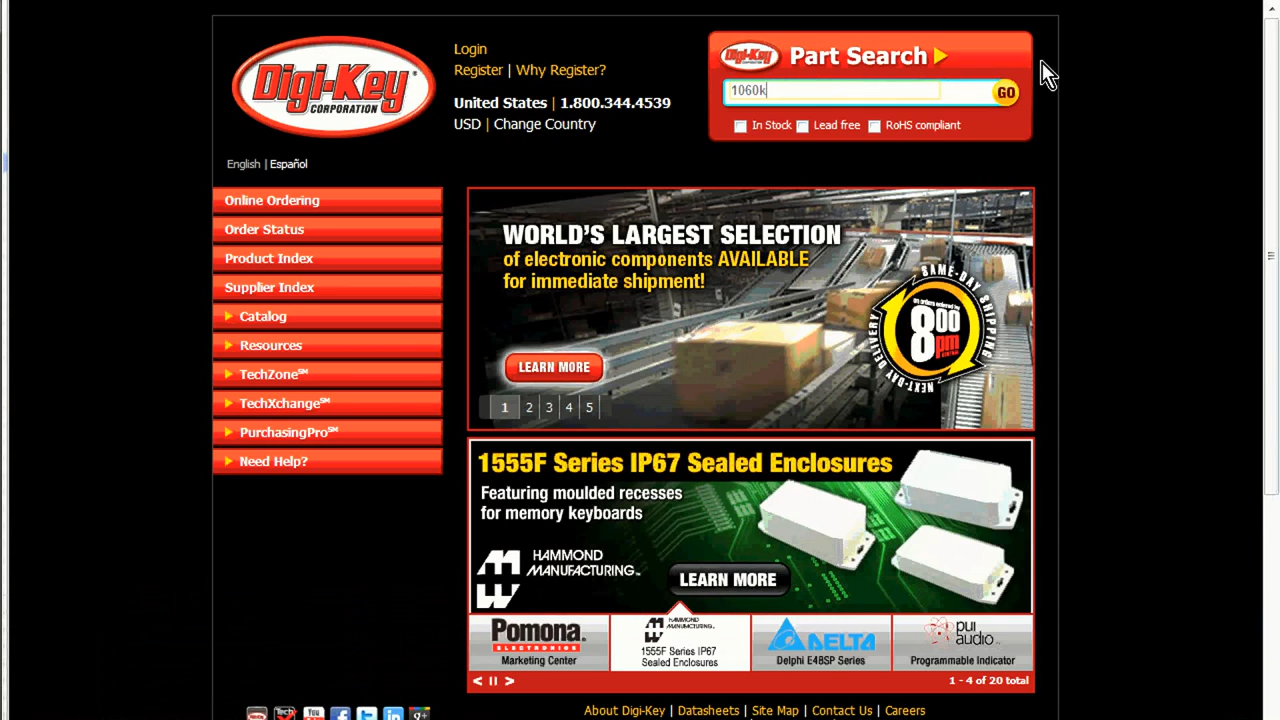 Digi-Key
CORPORATION
Login
Register | Why Register?
United States | 1.800.344.4539
USD | Change Country
English | Español
Digi-Key Part Search
1060k
GO
In Stock Lead free RoHS compliant
Online Ordering
Order Status
Product Index
Supplier Index
Catalog
Resources
TechZone℠
TechXchange℠
PurchasingPro℠
Need Help?
WORLD'S LARGEST SELECTION
of electronic components AVAILABLE
for immediate shipment!
LEARN MORE
1 | 2 | 3 | 4 | 5
SAME-DAY SHIPPING
8:00
pm
NEXT-DAY DELIVERY
1555F Series IP67 Sealed Enclosures
Featuring moulded recesses
for memory keyboards
HAMMOND
MANUFACTURING™
LEARN MORE
Pomona
ELECTRONICS
Marketing Center
HAMMOND
MANUFACTURING™
1555F Series IP67
Sealed Enclosures
DELTA
Delphi E48SP Series
pui
audio
Programmable Indicator
< >
1 - 4 of 20 total
About Digi-Key | Datasheets | Site Map | Contact Us | Careers